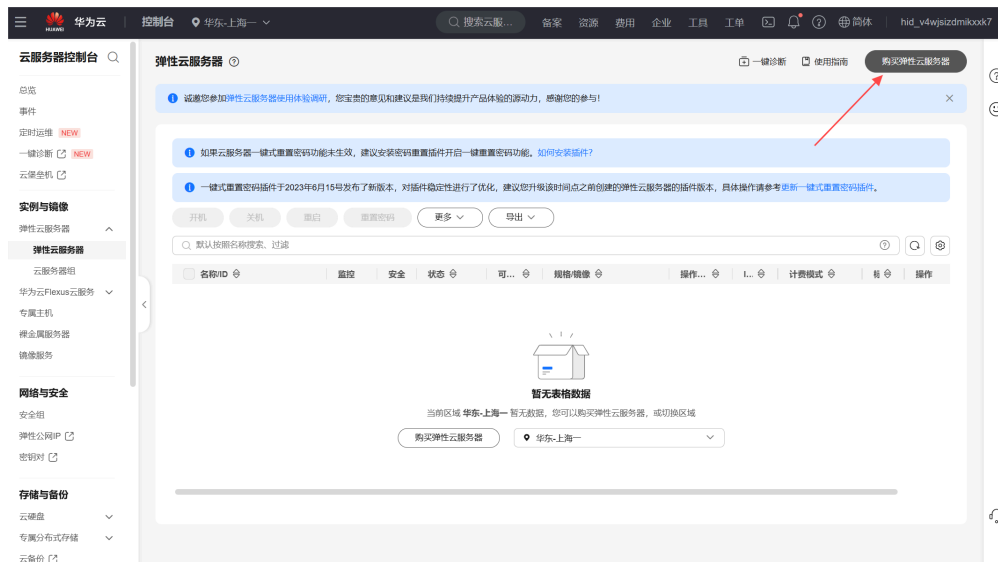 华为云 控制台 华东-上海一 搜索云服... 备案 资源 费用 企业 工具 工单 简体 hid_v4wjsizdmikxxk7
HUAWEI
云服务器控制台
总览
事件
定时运维 NEW
一键诊断 NEW
云堡垒机
实例与镜像
弹性云服务器
弹性云服务器
云服务器组
华为云Flexus云服务
专属主机
裸金属服务器
镜像服务
网络与安全
安全组
弹性公网IP
密钥对
存储与备份
云硬盘
专属分布式存储
云备份
弹性云服务器 一键诊断 使用指南 购买弹性云服务器
诚邀您参加弹性云服务器使用体验调研，您宝贵的意见和建议是我们持续提升产品体验的源动力，感谢您的参与！
如果云服务器一键式重置密码功能未生效，建议安装密码重置插件开启一键重置密码功能。如何安装插件？
一键式重置密码插件于2023年6月15号发布了新版本，对插件稳定性进行了优化，建议您升级该时间点之前创建的弹性云服务器的插件版本，具体操作请参考更新一键式重置密码插件。
开机 关机 重启 重置密码 更多 导出
默认按照名称搜索、过滤
名称/ID 监控 安全 状态 可... 规格/镜像 操作... I... 计费模式 操作
暂无表格数据
当前区域 华东-上海一 暂无数据，您可以购买弹性云服务器，或切换区域
购买弹性云服务器 华东-上海一